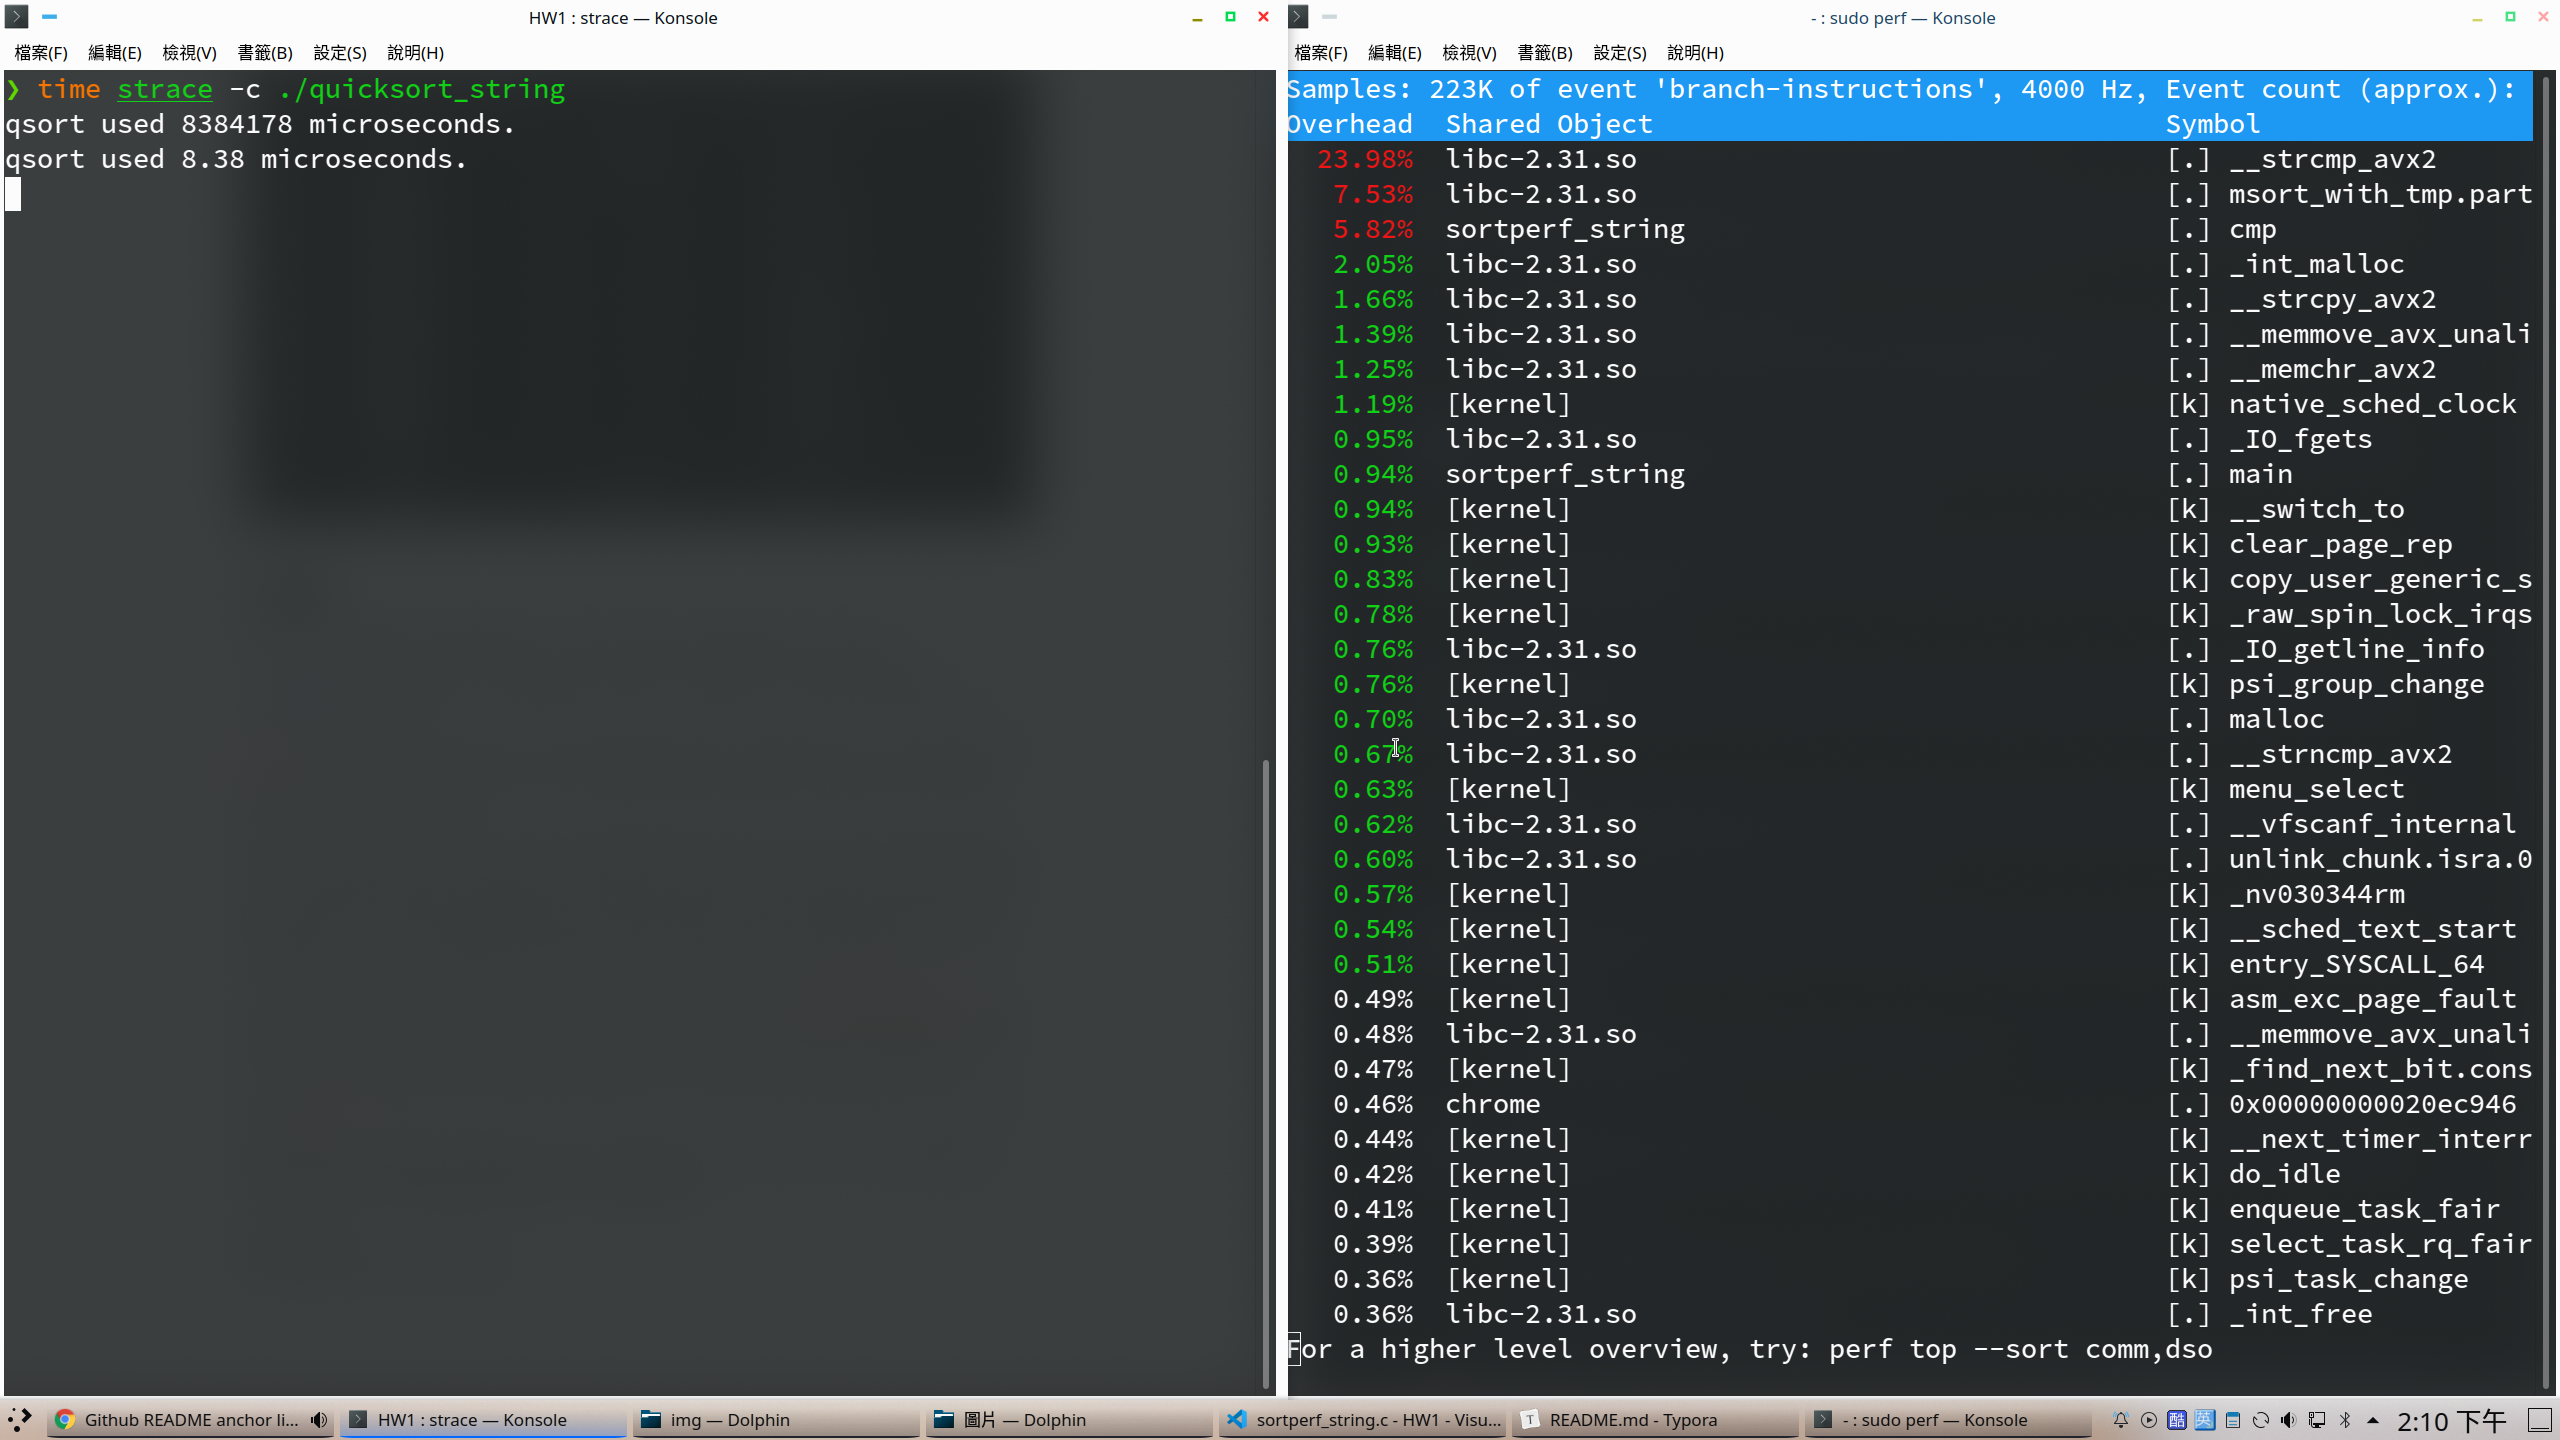 HW1 : strace — Konsole
檔案(F) 編輯(E) 檢視(V) 書籤(B) 設定(S) 說明(H)
❯ time strace -c ./quicksort_string
qsort used 8384178 microseconds.
qsort used 8.38 microseconds.
- : sudo perf — Konsole
檔案(F) 編輯(E) 檢視(V) 書籤(B) 設定(S) 說明(H)
Samples: 223K of event 'branch-instructions', 4000 Hz, Event count (approx.):
Overhead Shared Object Symbol
23.98% libc-2.31.so [.] __strcmp_avx2
7.53% libc-2.31.so [.] msort_with_tmp.part
5.82% sortperf_string [.] cmp
2.05% libc-2.31.so [.] _int_malloc
1.66% libc-2.31.so [.] __strcpy_avx2
1.39% libc-2.31.so [.] __memmove_avx_unali
1.25% libc-2.31.so [.] __memchr_avx2
1.19% [kernel] [k] native_sched_clock
0.95% libc-2.31.so [.] _IO_fgets
0.94% sortperf_string [.] main
0.94% [kernel] [k] __switch_to
0.93% [kernel] [k] clear_page_rep
0.83% [kernel] [k] copy_user_generic_s
0.78% [kernel] [k] _raw_spin_lock_irqs
0.76% libc-2.31.so [.] _IO_getline_info
0.76% [kernel] [k] psi_group_change
0.70% libc-2.31.so [.] malloc
0.67% libc-2.31.so [.] __strncmp_avx2
0.63% [kernel] [k] menu_select
0.62% libc-2.31.so [.] __vfscanf_internal
0.60% libc-2.31.so [.] unlink_chunk.isra.0
0.57% [kernel] [k] _nv030344rm
0.54% [kernel] [k] __sched_text_start
0.51% [kernel] [k] entry_SYSCALL_64
0.49% [kernel] [k] asm_exc_page_fault
0.48% libc-2.31.so [.] __memmove_avx_unali
0.47% [kernel] [k] _find_next_bit.cons
0.46% chrome [.] 0x00000000020ec946
0.44% [kernel] [k] __next_timer_interr
0.42% [kernel] [k] do_idle
0.41% [kernel] [k] enqueue_task_fair
0.39% [kernel] [k] select_task_rq_fair
0.36% [kernel] [k] psi_task_change
0.36% libc-2.31.so [.] _int_free
For a higher level overview, try: perf top --sort comm,dso
Github README anchor li... HW1 : strace — Konsole img — Dolphin 圖片 — Dolphin sortperf_string.c - HW1 - Visu... README.md - Typora - : sudo perf — Konsole 酷 英 2:10 下午